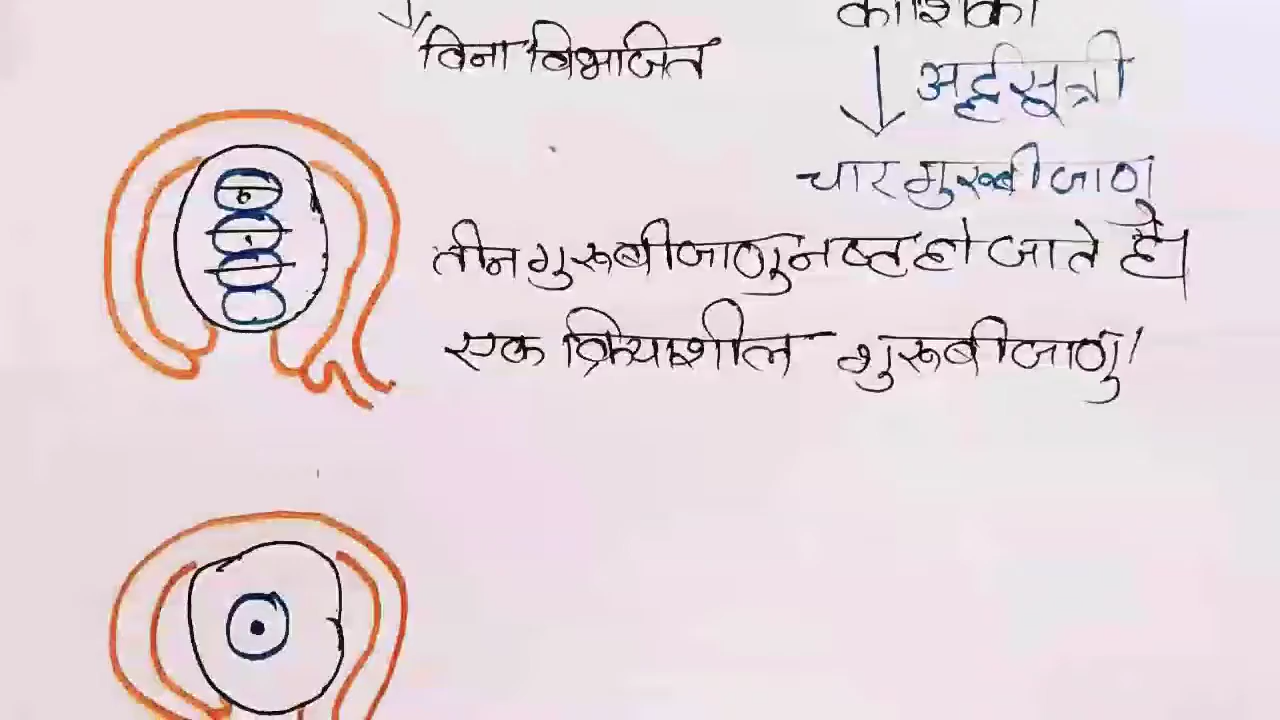 कोशिका
बिना विभाजित
अर्द्धसूत्री
चार गुरुबीजाणु
तीन गुरुबीजाणु नष्ट हो जाते है।
एक क्रियाशील गुरुबीजाणु।